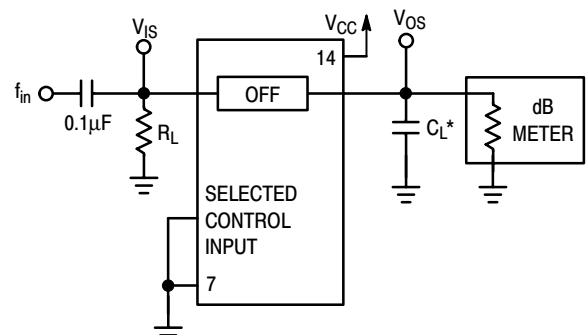 V_IS
V_CC
V_OS
14
f_in
0.1μF
R_L
OFF
C_L*
dB
METER
SELECTED
CONTROL
INPUT
7